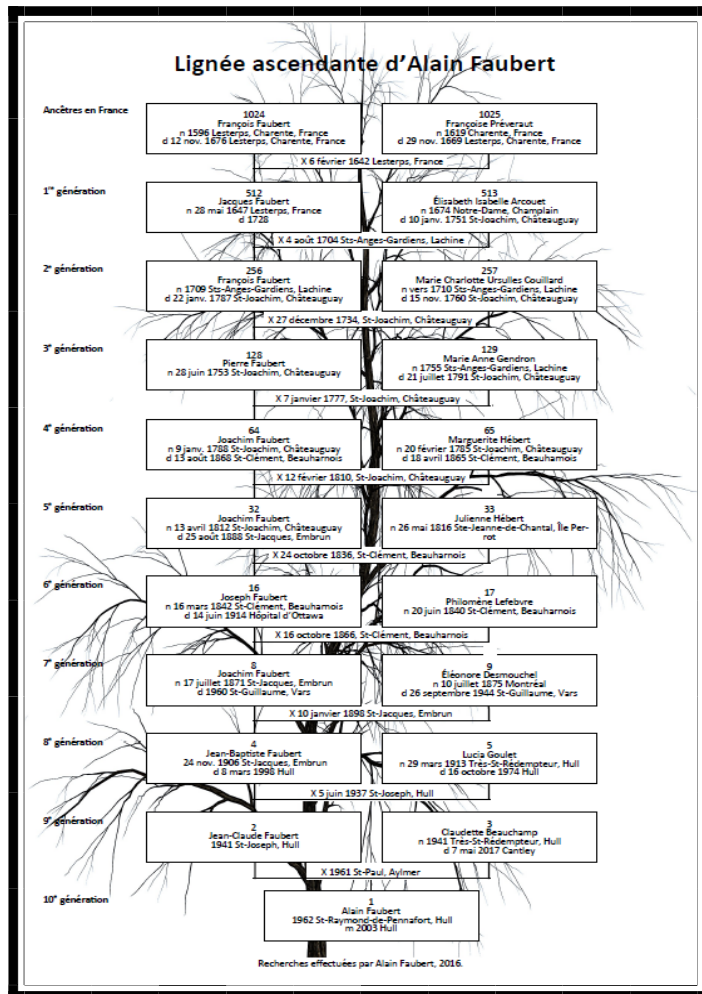 Lignée ascendante d'Alain Faubert
Ancêtres en France
1024
François Faubert
n 1596 Lesterps, Charente, France
d 12 nov. 1676 Lesterps, Charente, France
1025
Françoise Préveraut
n 1619 Charente, France
d 29 nov. 1669 Lesterps, Charente, France
X 6 février 1642 Lesterps, France
1re génération
512
Jacques Faubert
n 28 mai 1647 Lesterps, France
d 1728
513
Élisabeth Isabelle Arcouet
n 1674 Notre-Dame, Champlain
d 10 janv. 1751 St-Joachim, Châteauguay
X 4 août 1704 Sts-Anges-Gardiens, Lachine
2e génération
256
François Faubert
n 1709 Sts-Anges-Gardiens, Lachine
d 22 janv. 1787 St-Joachim, Châteauguay
257
Marie Charlotte Ursulles Couillard
n vers 1710 Sts-Anges-Gardiens, Lachine
d 15 nov. 1760 St-Joachim, Châteauguay
X 27 décembre 1734, St-Joachim, Châteauguay
3e génération
128
Pierre Faubert
n 28 juin 1753 St-Joachim, Châteauguay
129
Marie Anne Gendron
n 1755 Sts-Anges-Gardiens, Lachine
d 21 juillet 1791 St-Joachim, Châteauguay
X 7 janvier 1777, St-Joachim, Châteauguay
4e génération
64
Joachim Faubert
n 9 janv. 1788 St-Joachim, Châteauguay
d 13 août 1868 St-Clément, Beauharnois
65
Marguerite Hébert
n 20 février 1785 St-Joachim, Châteauguay
d 18 avril 1865 St-Clément, Beauharnois
X 12 février 1810, St-Joachim, Châteauguay
5e génération
32
Joachim Faubert
n 13 avril 1812 St-Joachim, Châteauguay
d 25 août 1888 St-Jacques, Embrun
33
Julienne Hébert
n 26 mai 1816 Ste-Jeanne-de-Chantal, Île Per-
rot
X 24 octobre 1836, St-Clément, Beauharnois
6e génération
16
Joseph Faubert
n 16 mars 1842 St-Clément, Beauharnois
d 14 juin 1914 Hôpital d'Ottawa
17
Philomène Lefebvre
n 20 juin 1840 St-Clément, Beauharnois
X 16 octobre 1866, St-Clément, Beauharnois
7e génération
8
Joachim Faubert
n 17 juillet 1871 St-Jacques, Embrun
d 1960 St-Guillaume, Vars
9
Éléonore Desmouchel
n 10 juillet 1875 Montréal
d 26 septembre 1944 St-Guillaume, Vars
X 10 janvier 1898 St-Jacques, Embrun
8e génération
4
Jean-Baptiste Faubert
24 nov. 1906 St-Jacques, Embrun
d 8 mars 1998 Hull
5
Lucia Goulet
n 29 mars 1913 Très-St-Rédempteur, Hull
d 16 octobre 1974 Hull
X 5 juin 1937 St-Joseph, Hull
9e génération
2
Jean-Claude Faubert
1941 St-Joseph, Hull
3
Claudette Beauchamp
n 1941 Très-St-Rédempteur, Hull
d 7 mai 2017 Cantley
X 1961 St-Paul, Aylmer
10e génération
1
Alain Faubert
1962 St-Raymond-de-Pennafort, Hull
m 2003 Hull
Recherches effectuées par Alain Faubert, 2016.